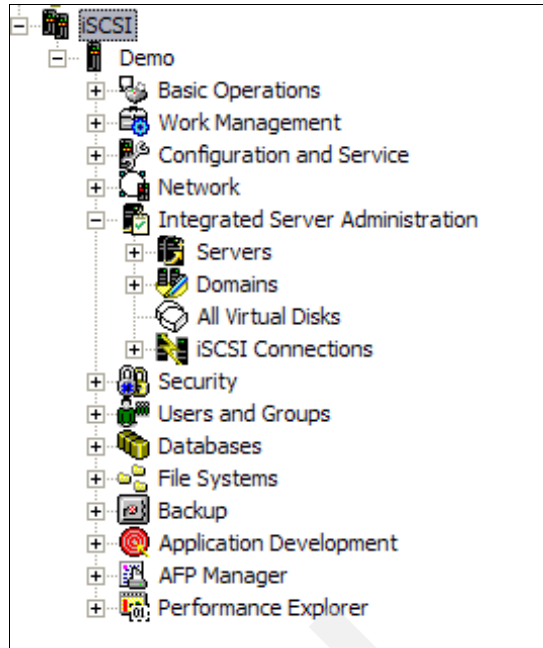 iSCSI
Demo
Basic Operations
Work Management
Configuration and Service
Network
Integrated Server Administration
Servers
Domains
All Virtual Disks
iSCSI Connections
Security
Users and Groups
Databases
File Systems
Backup
Application Development
AFP Manager
Performance Explorer